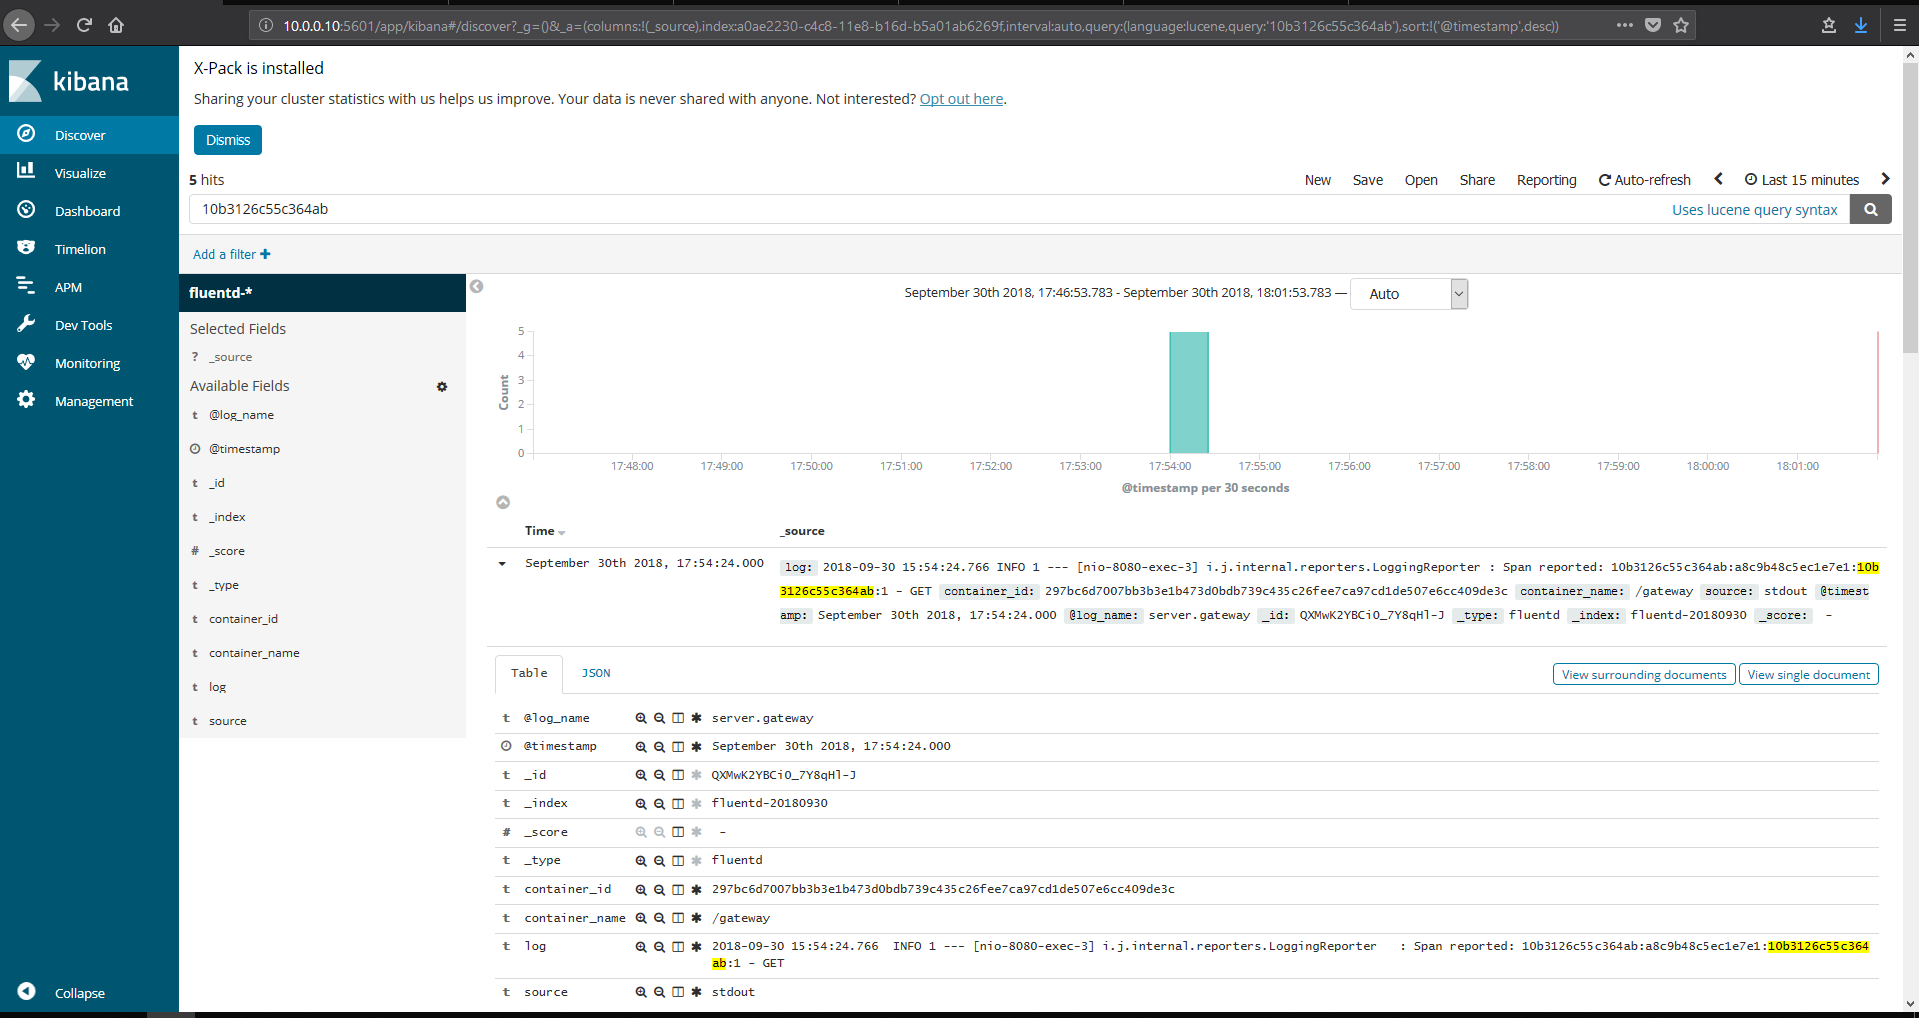 10.0.0.10:5601/app/kibana#/discover?_g=()&_a=(columns:!(_source),index:a0ae2230-c4c8-11e8-b16d-b5a01ab6269f,interval:auto,query:(language:lucene,query:'10b3126c55c364ab'),sort:!('@timestamp',desc))
kibana
X-Pack is installed
Sharing your cluster statistics with us helps us improve. Your data is never shared with anyone. Not interested? Opt out here.
Dismiss
Discover
Visualize
Dashboard
Timelion
APM
Dev Tools
Monitoring
Management
Collapse
5 hits
New Save Open Share Reporting Auto-refresh Last 15 minutes
10b3126c55c364ab
Uses lucene query syntax
Add a filter +
fluentd-*
Selected Fields
? _source
Available Fields
t @log_name
@timestamp
t _id
t _index
# _score
t _type
t container_id
t container_name
t log
t source
September 30th 2018, 17:46:53.783 - September 30th 2018, 18:01:53.783 — Auto
Count
5
4
3
2
1
0
17:48:00 17:49:00 17:50:00 17:51:00 17:52:00 17:53:00 17:54:00 17:55:00 17:56:00 17:57:00 17:58:00 17:59:00 18:00:00 18:01:00
@timestamp per 30 seconds
Time _source
September 30th 2018, 17:54:24.000
log: 2018-09-30 15:54:24.766 INFO 1 --- [nio-8080-exec-3] i.j.internal.reporters.LoggingReporter : Span reported: 10b3126c55c364ab:a8c9b48c5ec1e7e1:10b
3126c55c364ab:1 - GET container_id: 297bc6d7007bb3b3e1b473d0bdb739c435c26fee7ca97cd1de507e6cc409de3c container_name: /gateway source: stdout @timest
amp: September 30th 2018, 17:54:24.000 @log_name: server.gateway _id: QXMwK2YBCiO_7Y8qHl-J _type: fluentd _index: fluentd-20180930 _score: -
Table JSON
View surrounding documents View single document
t @log_name server.gateway
@timestamp September 30th 2018, 17:54:24.000
t _id QXMwK2YBCiO_7Y8qHl-J
t _index fluentd-20180930
# _score -
t _type fluentd
t container_id 297bc6d7007bb3b3e1b473d0bdb739c435c26fee7ca97cd1de507e6cc409de3c
t container_name /gateway
t log 2018-09-30 15:54:24.766 INFO 1 --- [nio-8080-exec-3] i.j.internal.reporters.LoggingReporter : Span reported: 10b3126c55c364ab:a8c9b48c5ec1e7e1:10b3126c55c364
ab:1 - GET
t source stdout